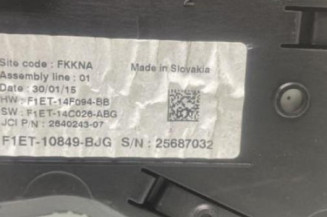 Site code : FKKNA
Assembly line : 01
Made in Slovakia
Date : 30/01/15
HW: F1ET-14F094-BB
SW : F1ET-14C026-ABG
JCI P/N : 2640243-07
F1ET-10849-BJG S/N : 25687032